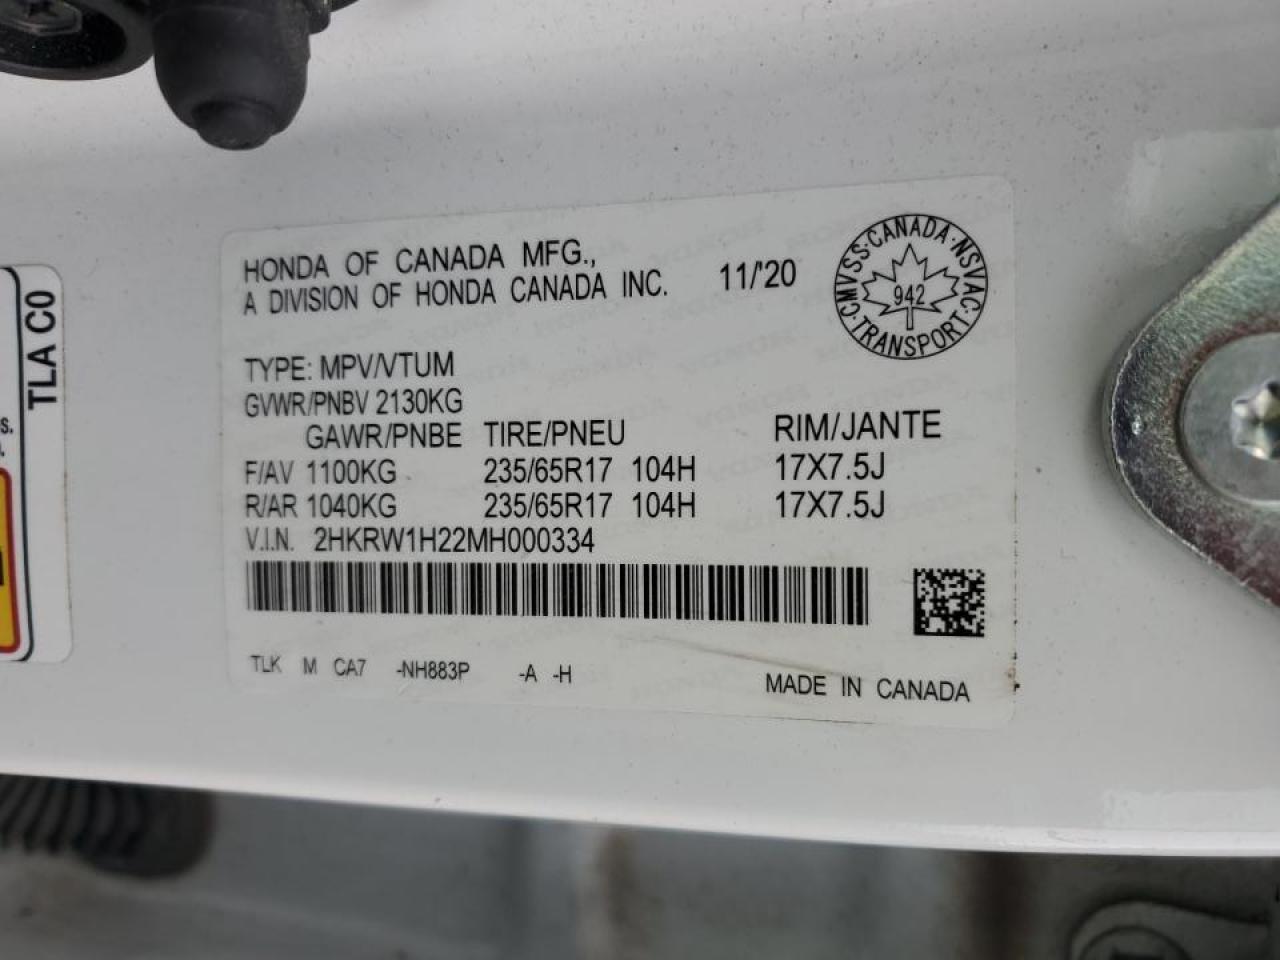 HONDA OF CANADA MFG.,
A DIVISION OF HONDA CANADA INC. 11/'20
CMVSS·CANADA·NSVAC·TRANSPORT·
942
TYPE: MPV/VTUM
GVWR/PNBV 2130KG
GAWR/PNBE TIRE/PNEU RIM/JANTE
F/AV 1100KG 235/65R17 104H 17X7.5J
R/AR 1040KG 235/65R17 104H 17X7.5J
V.I.N. 2HKRW1H22MH000334
TLK M CA7 -NH883P -A -H
MADE IN CANADA
TLA C0
s.